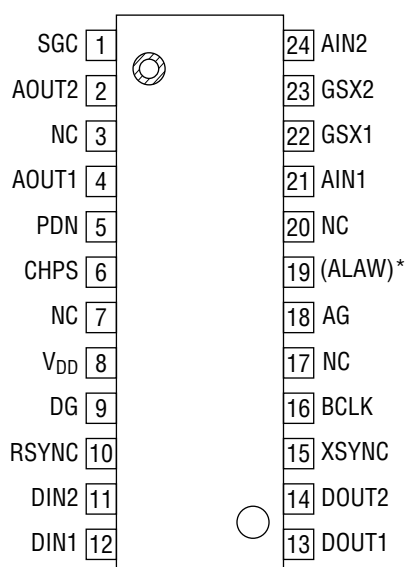 SGC 1 24 AIN2
AOUT2 2 23 GSX2
NC 3 22 GSX1
AOUT1 4 21 AIN1
PDN 5 20 NC
CHPS 6 19 (ALAW)*
NC 7 18 AG
VDD 8 17 NC
DG 9 16 BCLK
RSYNC 10 15 XSYNC
DIN2 11 14 DOUT2
DIN1 12 13 DOUT1